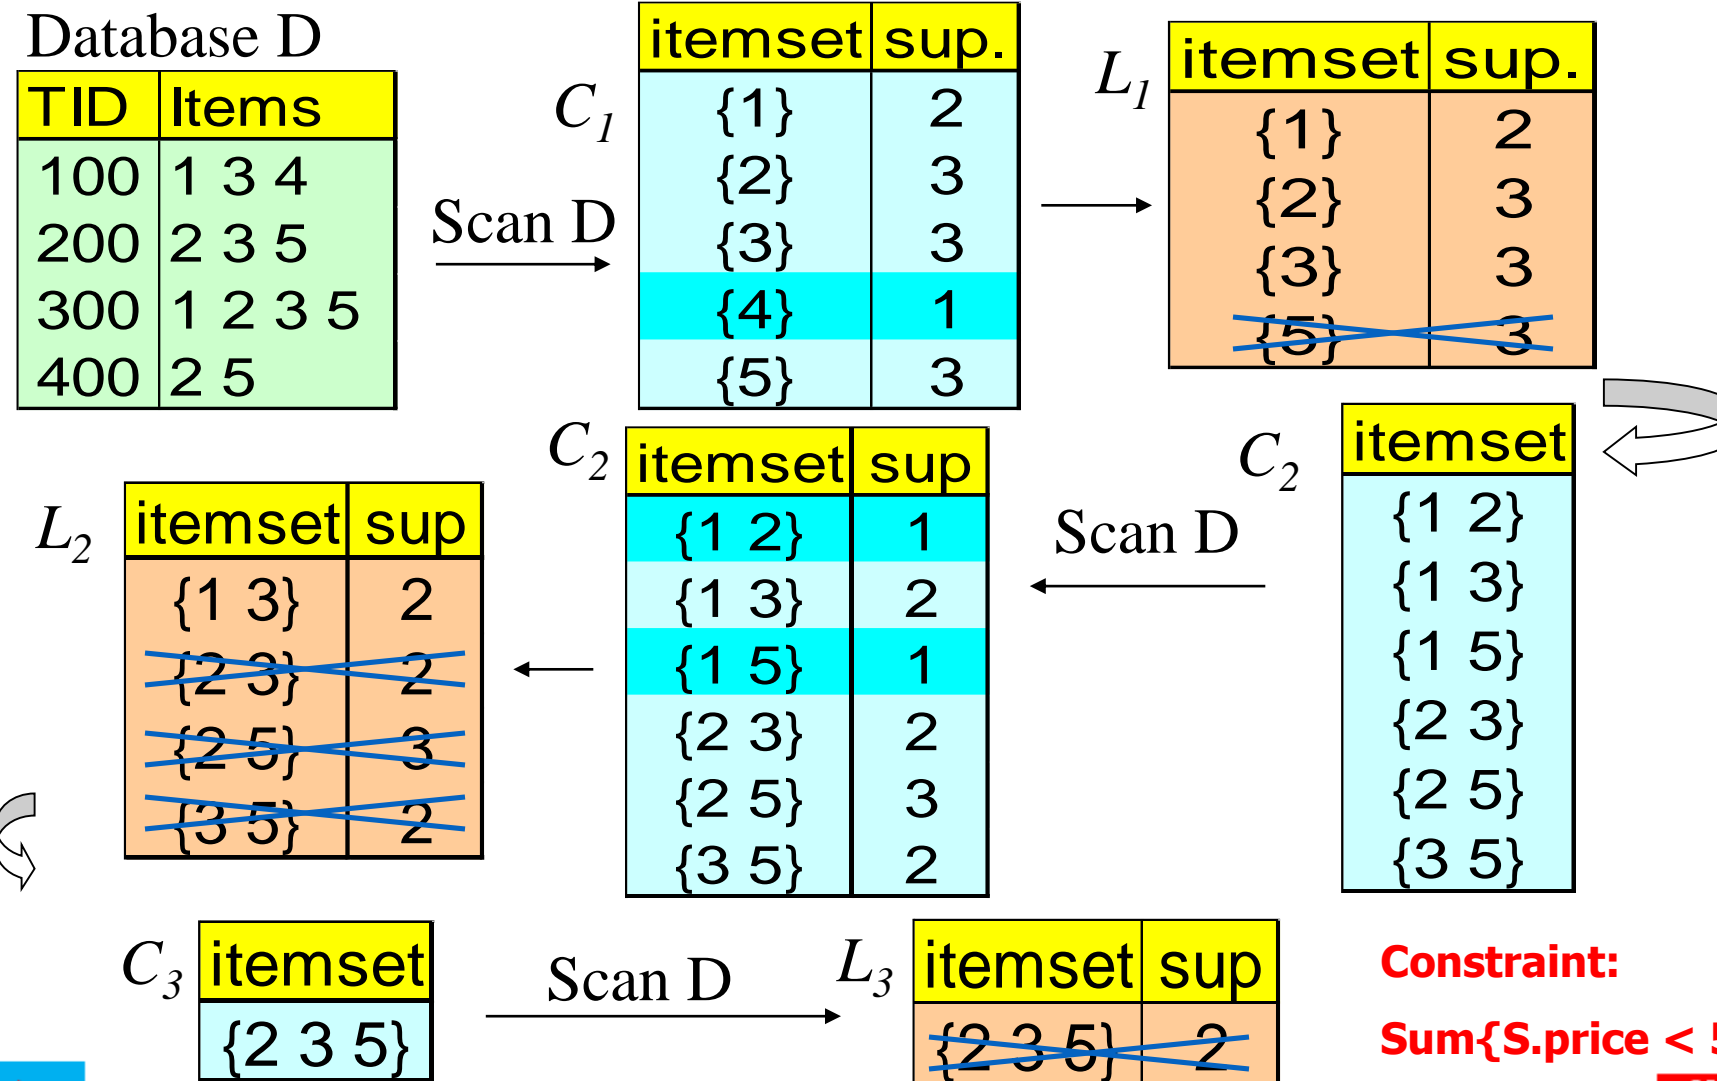 Database D
TID Items
100 1 3 4
200 2 3 5
300 1 2 3 5
400 2 5
Scan D
C1
itemset sup.
{1} 2
{2} 3
{3} 3
{4} 1
{5} 3
L1
itemset sup.
{1} 2
{2} 3
{3} 3
{5} 3
C2
itemset
{1 2}
{1 3}
{1 5}
{2 3}
{2 5}
{3 5}
Scan D
C2
itemset sup
{1 2} 1
{1 3} 2
{1 5} 1
{2 3} 2
{2 5} 3
{3 5} 2
L2
itemset sup
{1 3} 2
{2 3} 2
{2 5} 3
{3 5} 2
C3
itemset
{2 3 5}
Scan D
L3
itemset sup
{2 3 5} 2
Constraint:
Sum{S.price < 5